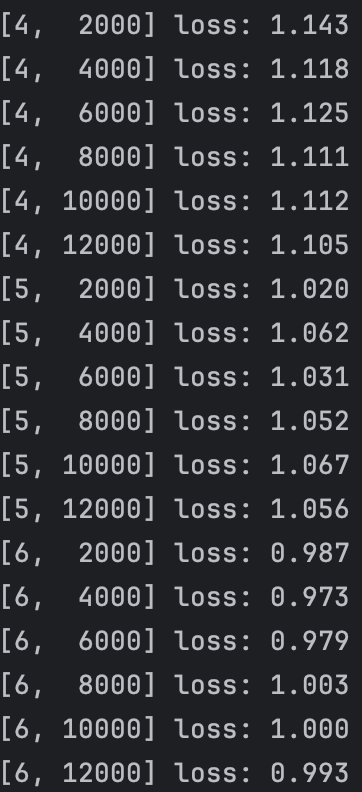 [4,  2000] loss: 1.143
[4,  4000] loss: 1.118
[4,  6000] loss: 1.125
[4,  8000] loss: 1.111
[4, 10000] loss: 1.112
[4, 12000] loss: 1.105
[5,  2000] loss: 1.020
[5,  4000] loss: 1.062
[5,  6000] loss: 1.031
[5,  8000] loss: 1.052
[5, 10000] loss: 1.067
[5, 12000] loss: 1.056
[6,  2000] loss: 0.987
[6,  4000] loss: 0.973
[6,  6000] loss: 0.979
[6,  8000] loss: 1.003
[6, 10000] loss: 1.000
[6, 12000] loss: 0.993